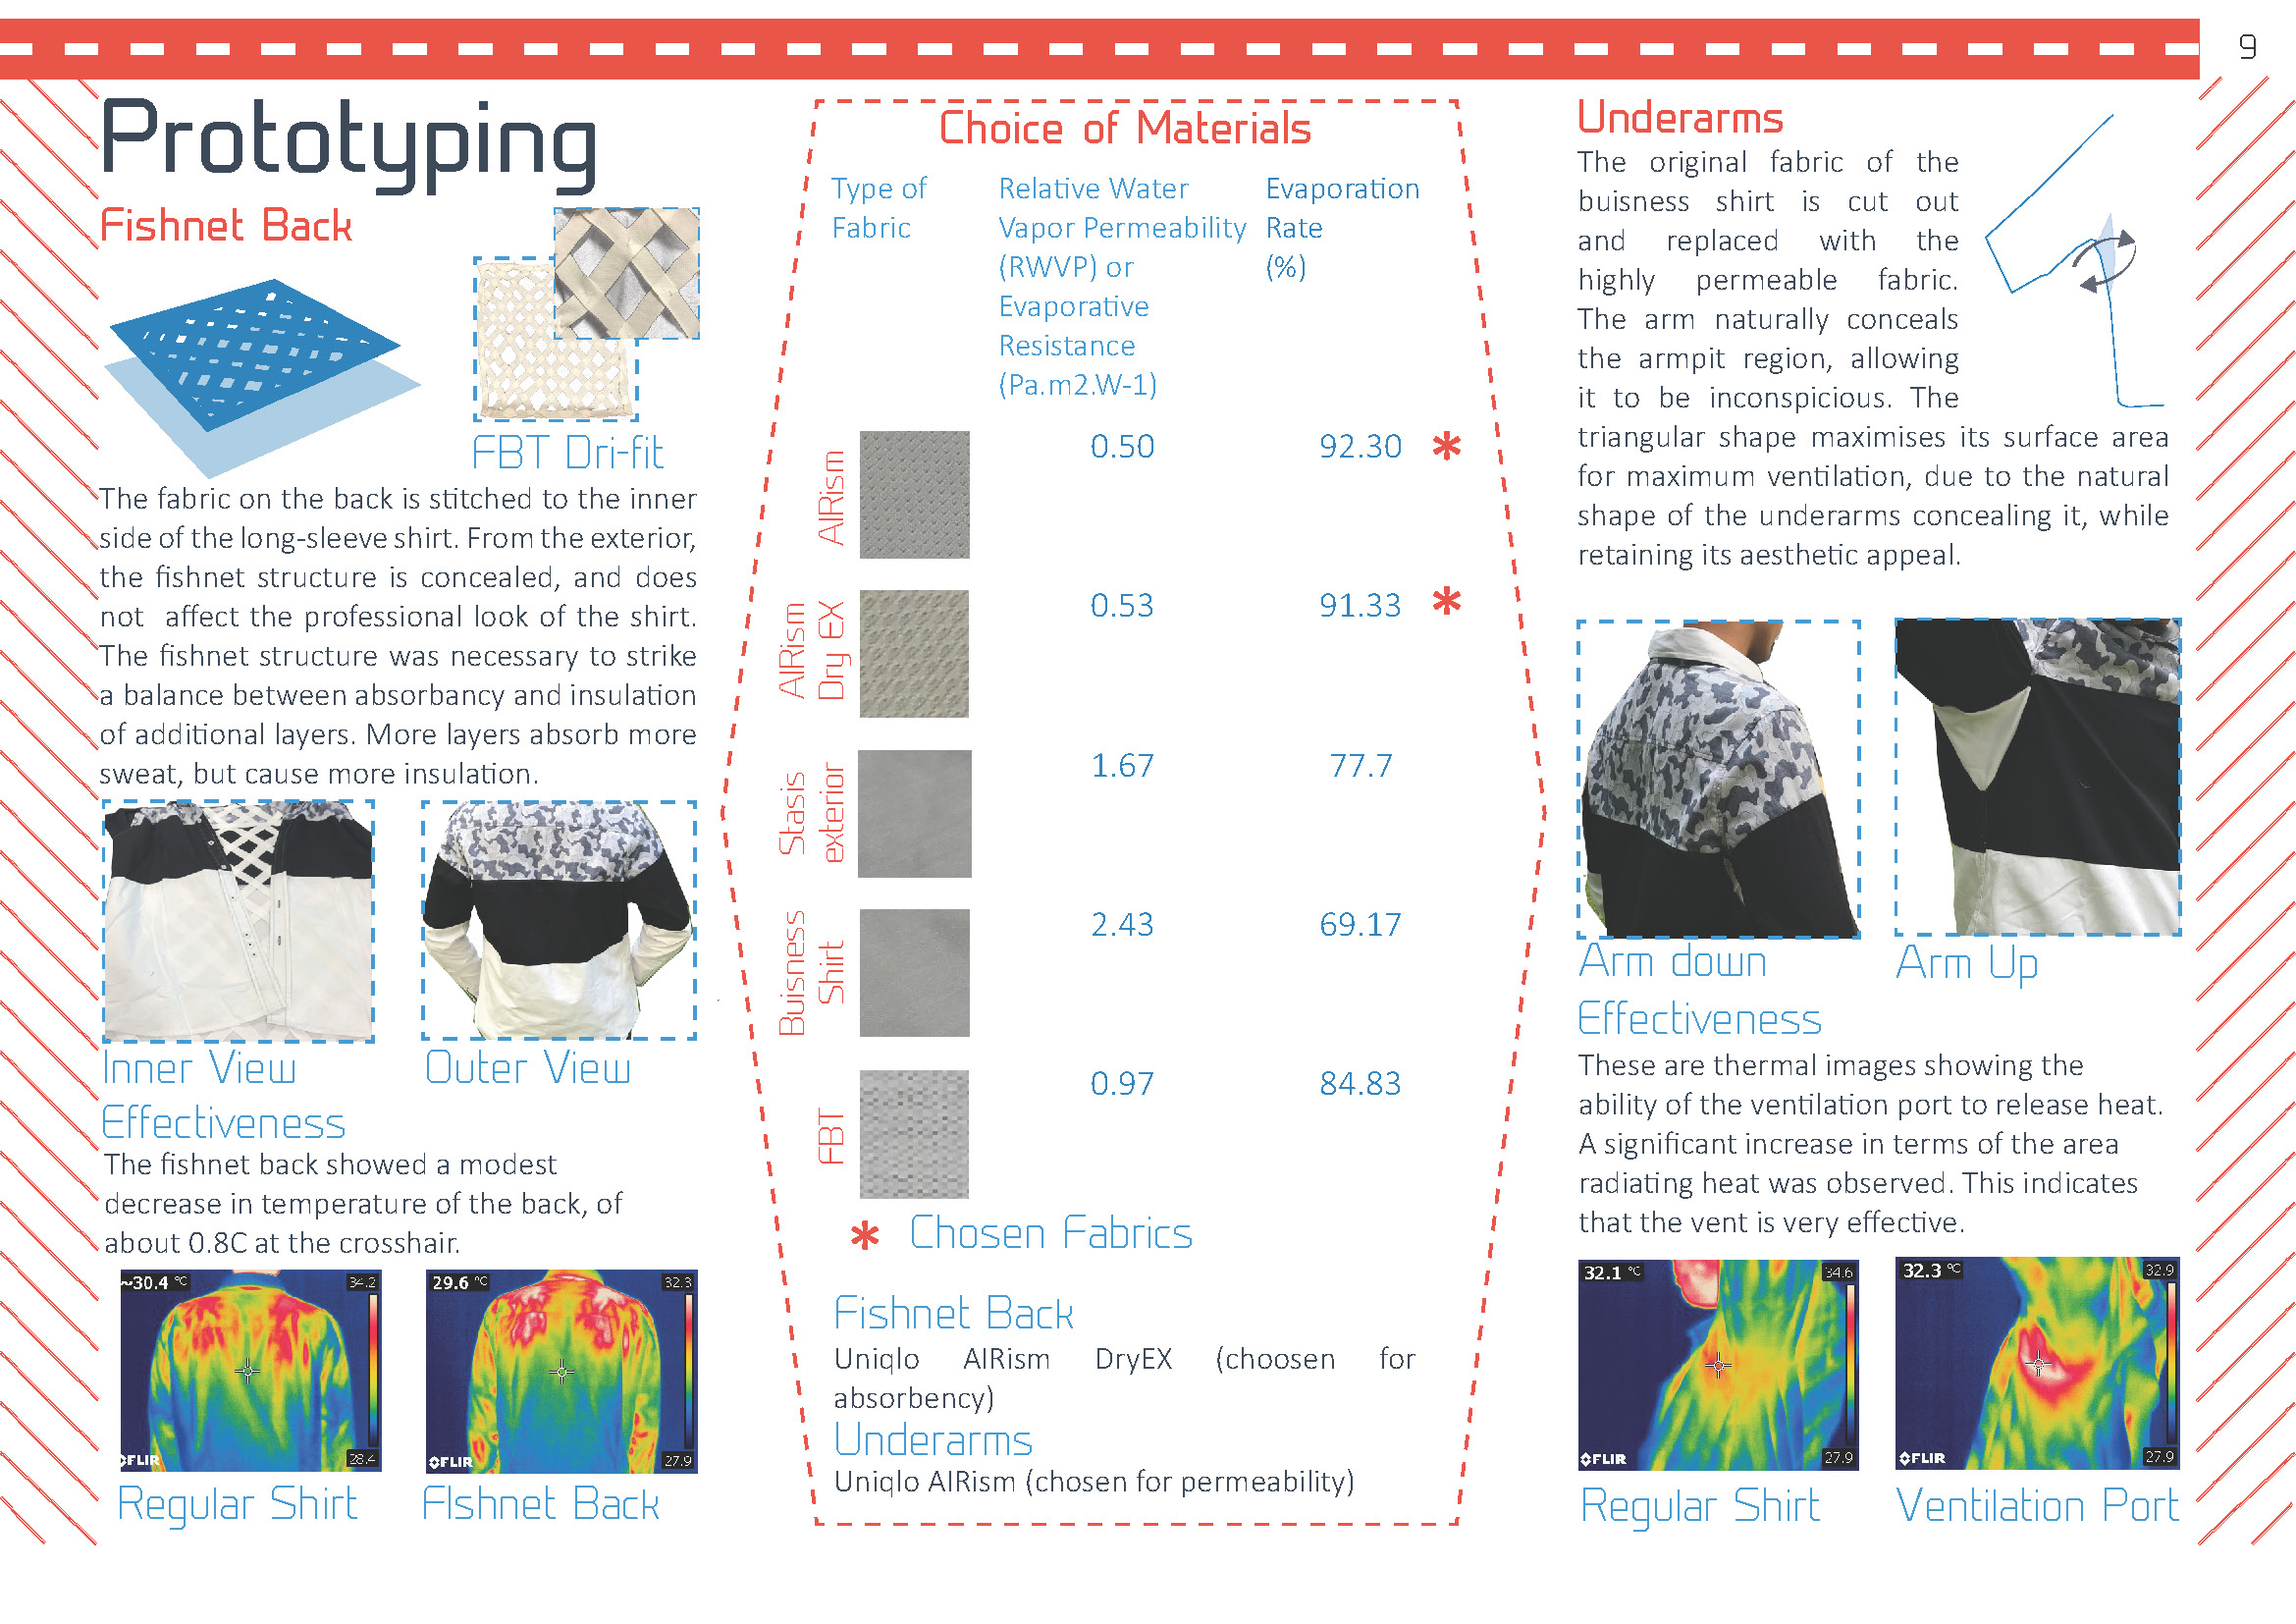 9
Prototyping
Fishnet Back
FBT Dri-fit
The fabric on the back is stitched to the inner
side of the long-sleeve shirt. From the exterior,
the fishnet structure is concealed, and does
not affect the professional look of the shirt.
The fishnet structure was necessary to strike
a balance between absorbancy and insulation
of additional layers. More layers absorb more
sweat, but cause more insulation.
Inner View
Outer View
Effectiveness
The fishnet back showed a modest
decrease in temperature of the back, of
about 0.8C at the crosshair.
~30.4 °C
34.2
28.4
FLIR
29.6 °C
32.3
27.9
FLIR
Regular Shirt
FIshnet Back
Choice of Materials
Type of
Fabric
Relative Water
Vapor Permeability
(RWVP) or
Evaporative
Resistance
(Pa.m2.W-1)
Evaporation
Rate
(%)
AIRism
0.50
92.30 *
AIRism
Dry EX
0.53
91.33 *
Stasis
exterior
1.67
77.7
Buisness
Shirt
2.43
69.17
FBT
0.97
84.83
* Chosen Fabrics
Fishnet Back
Uniqlo AIRism DryEX (choosen for
absorbency)
Underarms
Uniqlo AIRism (chosen for permeability)
Underarms
The original fabric of the
buisness shirt is cut out
and replaced with the
highly permeable fabric.
The arm naturally conceals
the armpit region, allowing
it to be inconspicious. The
triangular shape maximises its surface area
for maximum ventilation, due to the natural
shape of the underarms concealing it, while
retaining its aesthetic appeal.
Arm down
Arm Up
Effectiveness
These are thermal images showing the
ability of the ventilation port to release heat.
A significant increase in terms of the area
radiating heat was observed. This indicates
that the vent is very effective.
32.1 °C
34.6
27.9
FLIR
32.3 °C
32.9
27.9
FLIR
Regular Shirt
Ventilation Port